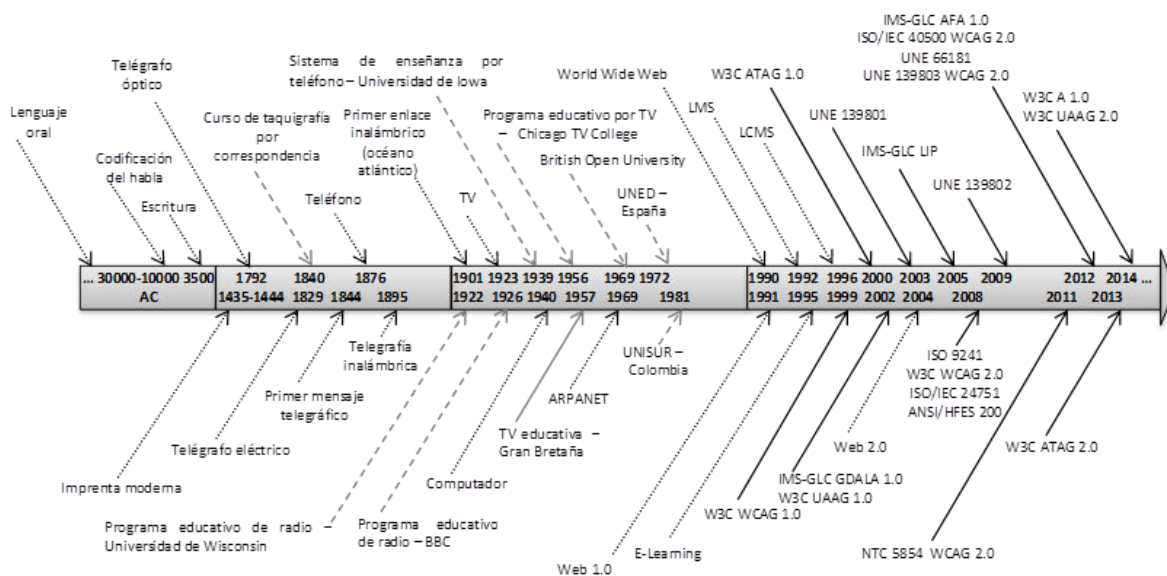 IMS-GLC AFA 1.0
ISO/IEC 40500 WCAG 2.0
UNE 66181
UNE 139803 WCAG 2.0
Telégrafo
óptico
Sistema de enseñanza por
teléfono – Universidad de Iowa
World Wide Web
W3C ATAG 1.0
W3C A 1.0
W3C UAAG 2.0
Lenguaje
oral
Curso de taquigrafía
por
correspondencia
Primer enlace
inalámbrico
(océano
atlántico)
Programa educativo por TV
– Chicago TV College
LMS
UNE 139801
LCMS
IMS-GLC LIP
Codificación
del habla
British Open University
UNE 139802
Escritura
Teléfono
TV
UNED –
España
... 30000-10000 3500
AC
1792 1840 1876
1435-1444 1829 1844 1895
1901 1923 1939 1956 1969 1972
1922 1926 1940 1957 1969 1981
1990 1992 1996 2000 2003 2005 2009 2012 2014 ...
1991 1995 1999 2002 2004 2008 2011 2013
Telegrafía
inalámbrica
UNISUR –
Colombia
ISO 9241
W3C WCAG 2.0
ISO/IEC 24751
ANSI/HFES 200
Primer mensaje
telegráfico
ARPANET
TV educativa –
Gran Bretaña
Telégrafo eléctrico
Web 2.0
W3C ATAG 2.0
Imprenta moderna
Computador
IMS-GLC GDALA 1.0
W3C UAAG 1.0
W3C WCAG 1.0
Programa educativo de radio –
Universidad de Wisconsin
Programa educativo
de radio – BBC
E-Learning
NTC 5854 WCAG 2.0
Web 1.0